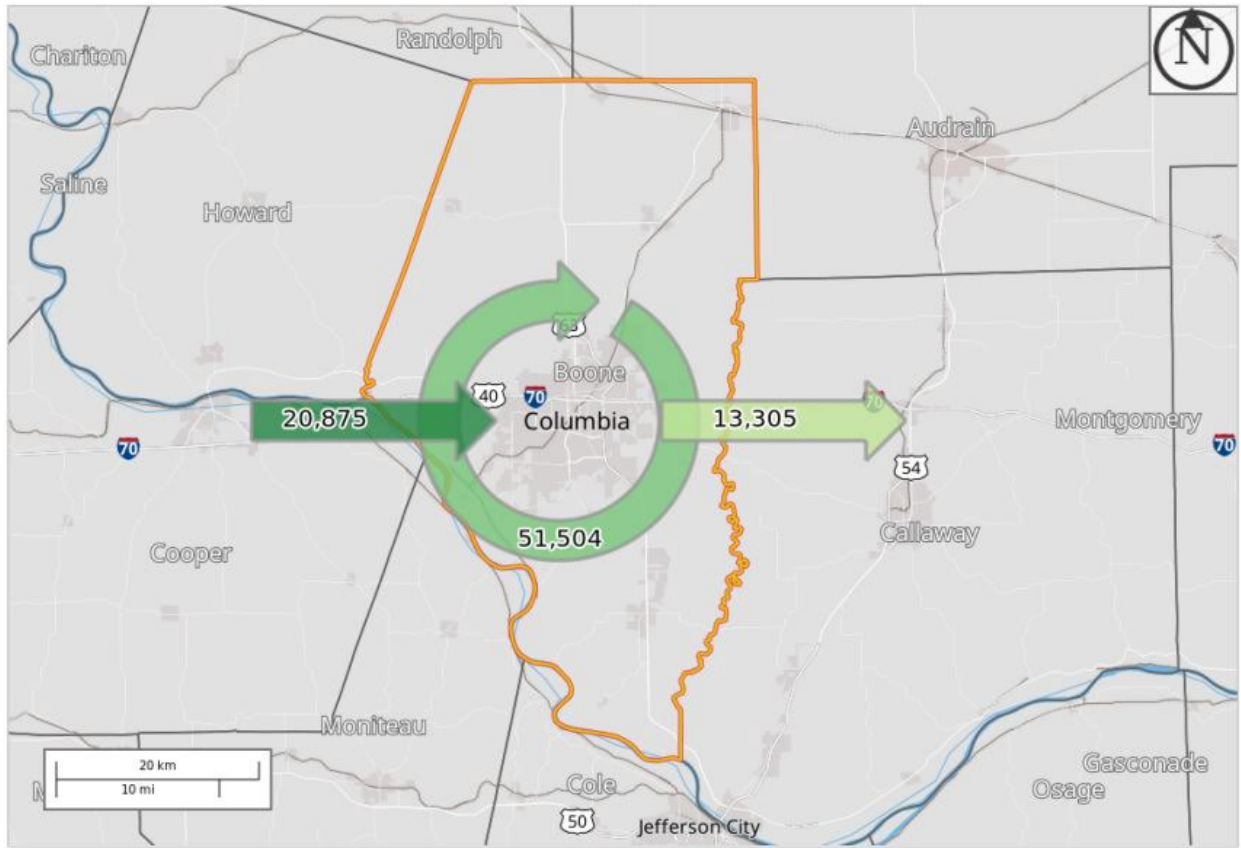 Chariton
Randolph
N
Audrain
Saline
Howard
63
Boone
40
70
20,875
Columbia
13,305
70
70
Montgomery
70
54
51,504
Cooper
Callaway
Moniteau
20 km
10 mi
Cole
Gasconade
Osage
50
Jefferson City